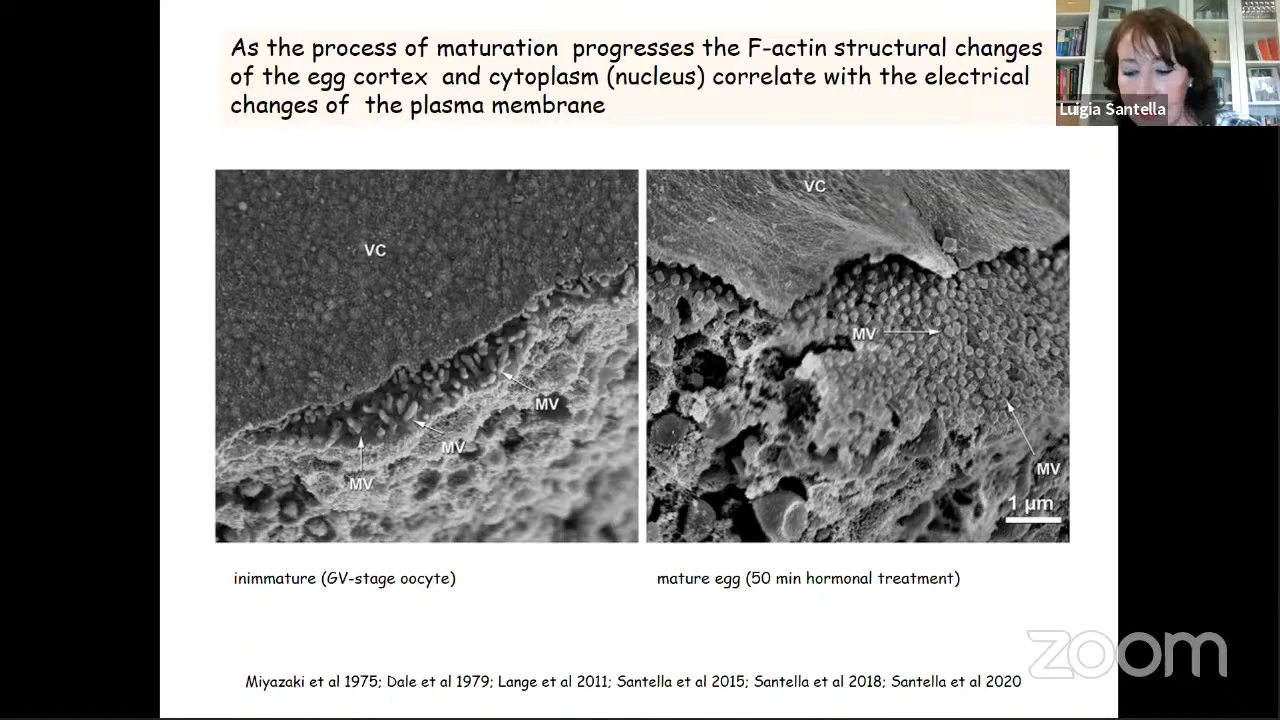 As the process of maturation progresses the F-actin structural changes
of the egg cortex and cytoplasm (nucleus) correlate with the electrical
changes of the plasma membrane
Luigia Santella
VC
MV
MV
MV
VC
MV
MV
1 µm
inimmature (GV-stage oocyte)
mature egg (50 min hormonal treatment)
zoom
Miyazaki et al 1975; Dale et al 1979; Lange et al 2011; Santella et al 2015; Santella et al 2018; Santella et al 2020